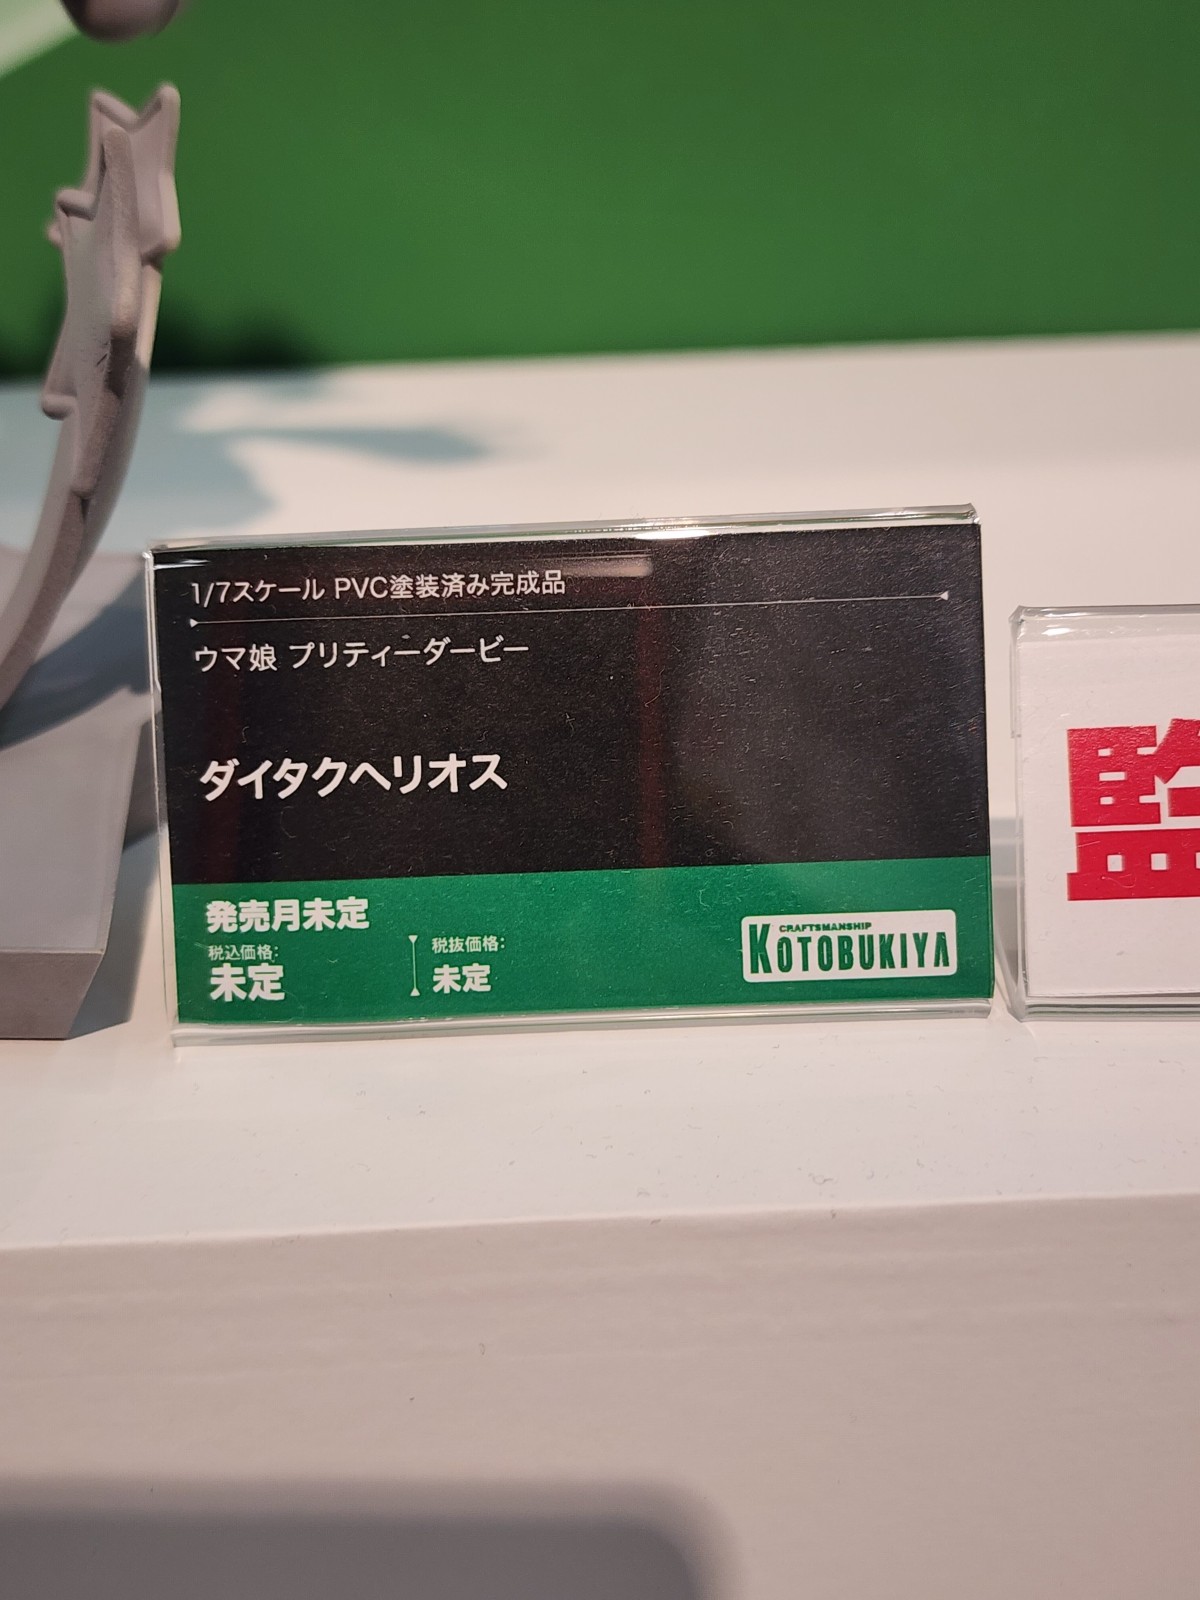 1/7スケール PVC塗装済み完成品
ウマ娘 プリティーダービー
ダイタクヘリオス
発売月未定
税込価格:
未定
税抜価格:
未定
CRAFTSMANSHIP
KOTOBUKIYA
監